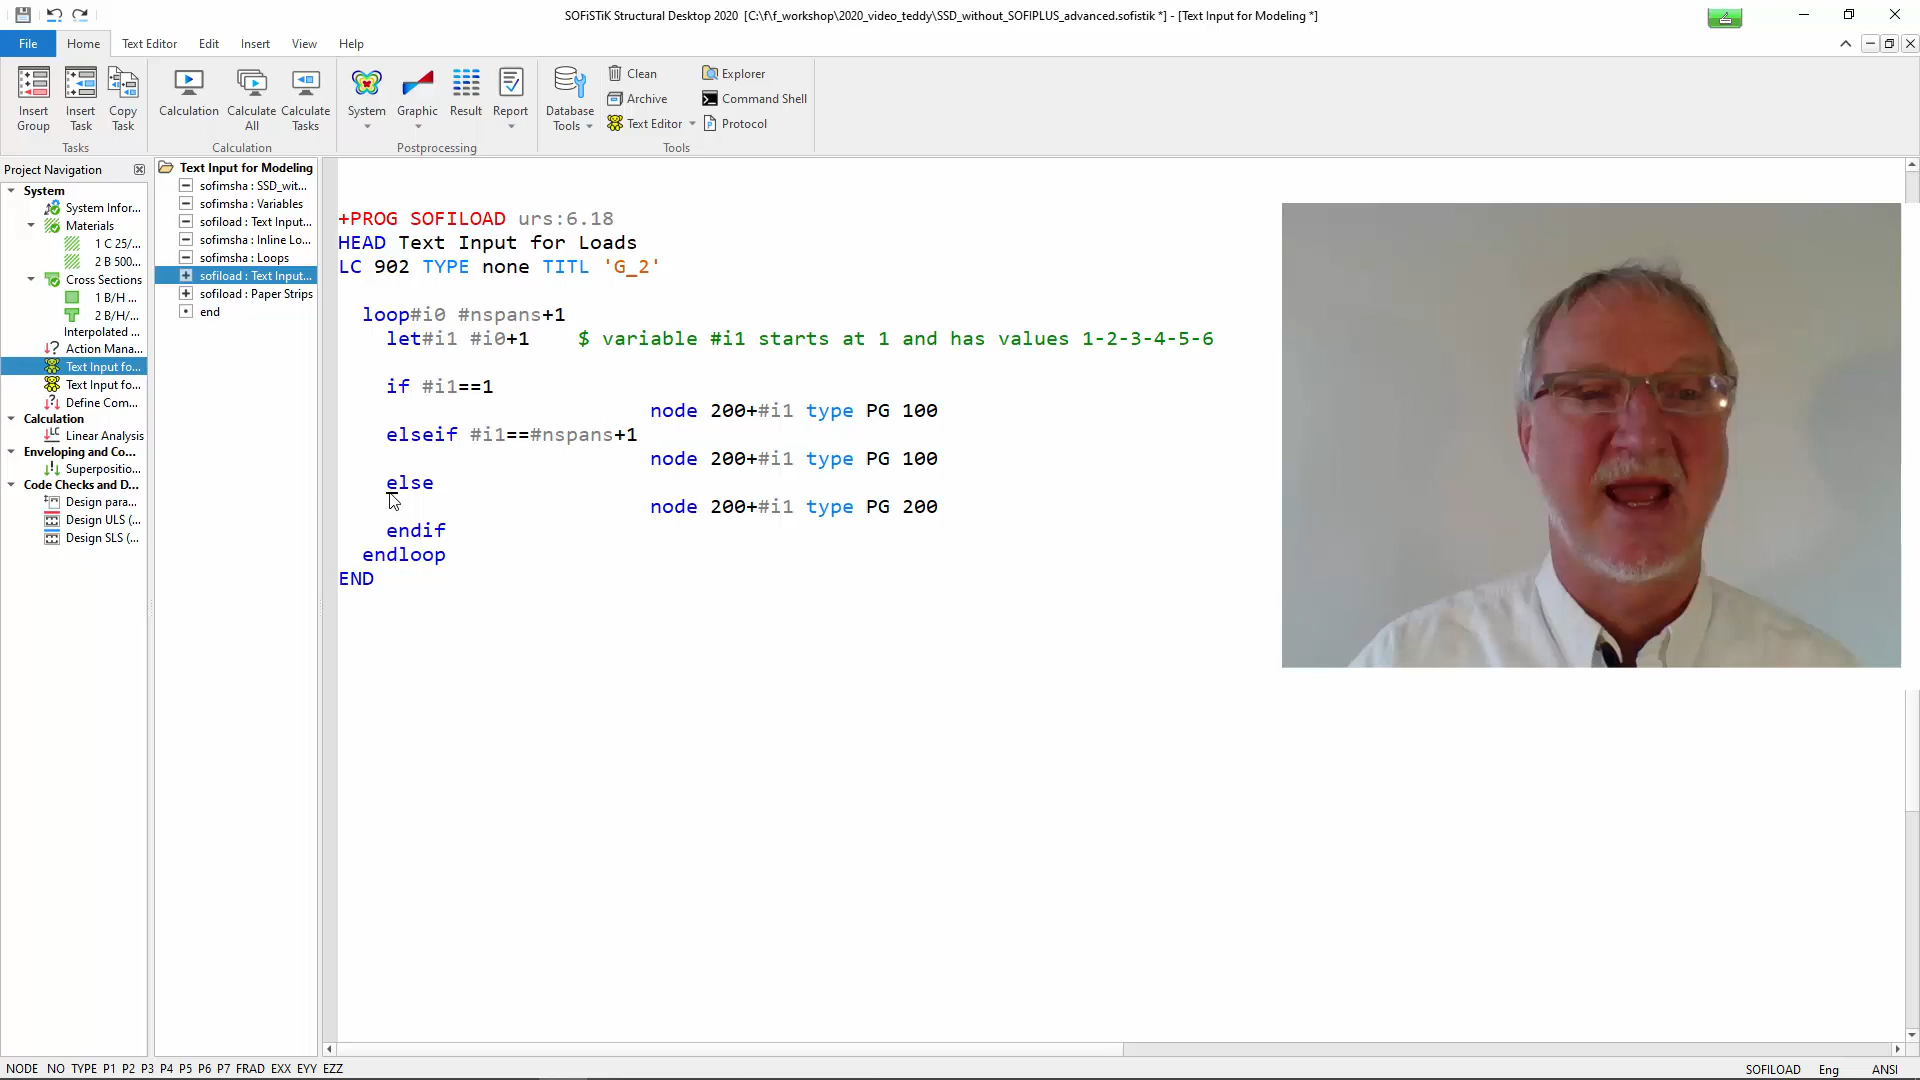 SOFiSTiK Structural Desktop 2020 [C:\f\f_workshop\2020_video_teddy\SSD_without_SOFIPLUS_advanced.sofistik *] - [Text Input for Modeling *]
File Home Text Editor Edit Insert View Help
Insert Group
Insert Task
Copy Task
Calculation
Calculate All
Calculate Tasks
System
Graphic
Result
Report
Database Tools
Clean
Archive
Text Editor
Explorer
Command Shell
Protocol
Tasks
Calculation
Postprocessing
Tools
Project Navigation
System
System Infor...
Materials
1 C 25/...
2 B 500...
Cross Sections
1 B/H ...
2 B/H/...
Interpolated ...
Action Mana...
Text Input fo...
Text Input fo...
Define Com...
Calculation
Linear Analysis
Enveloping and Co...
Superpositio...
Code Checks and D...
Design para...
Design ULS (...
Design SLS (...
Text Input for Modeling
sofimsha : SSD_wit...
sofimsha : Variables
sofiload : Text Input...
sofimsha : Inline Lo...
sofimsha : Loops
sofiload : Text Input...
sofiload : Paper Strips
end
+PROG SOFILOAD urs:6.18
HEAD Text Input for Loads
LC 902 TYPE none TITL 'G_2'
loop#i0 #nspans+1
let#i1 #i0+1 $ variable #i1 starts at 1 and has values 1-2-3-4-5-6
if #i1==1
node 200+#i1 type PG 100
elseif #i1==#nspans+1
node 200+#i1 type PG 100
else
node 200+#i1 type PG 200
endif
endloop
END
NODE NO TYPE P1 P2 P3 P4 P5 P6 P7 FRAD EXX EYY EZZ
SOFILOAD Eng ANSI